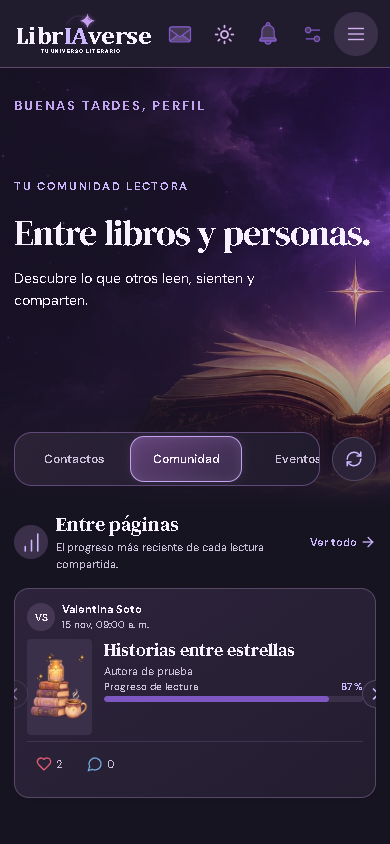 LibrIAverse
TU UNIVERSO LITERARIO
BUENAS TARDES, PERFIL
TU COMUNIDAD LECTORA
Entre libros y personas.
Descubre lo que otros leen, sienten y
comparten.
Contactos
Comunidad
Eventos
Entre páginas
El progreso más reciente de cada lectura
compartida.
Ver todo
VS
Valentina Soto
15 nov, 09:00 a. m.
Historias entre estrellas
Autora de prueba
Progreso de lectura
87%
2
0